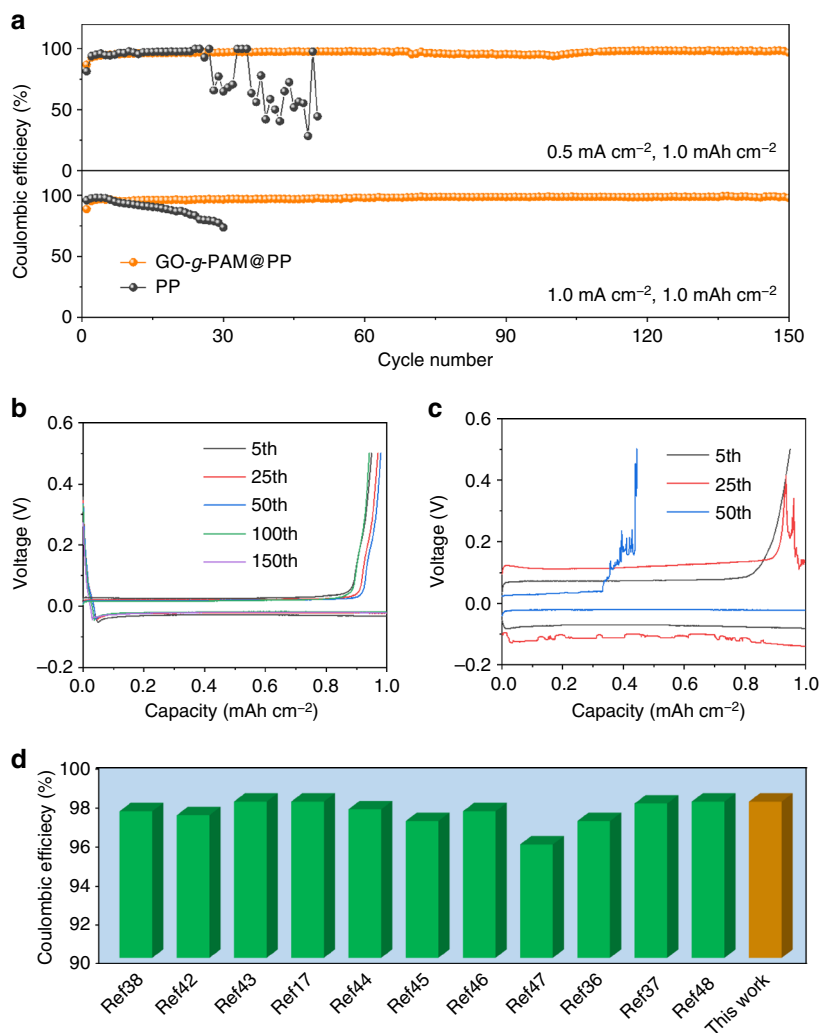 a
Coulombic efficiecy (%)
100
50
0
0.5 mA cm⁻², 1.0 mAh cm⁻²
100
50
0
GO-g-PAM@PP
PP
1.0 mA cm⁻², 1.0 mAh cm⁻²
0 30 60 90 120 150
Cycle number
b
Voltage (V)
0.6
0.4
0.2
0.0
–0.2
5th
25th
50th
100th
150th
0.0 0.2 0.4 0.6 0.8 1.0
Capacity (mAh cm⁻²)
c
Voltage (V)
0.6
0.4
0.2
0.0
–0.2
5th
25th
50th
0.0 0.2 0.4 0.6 0.8 1.0
Capacity (mAh cm⁻²)
d
Coulombic efficiecy (%)
100
98
96
94
92
90
Ref38 Ref42 Ref43 Ref17 Ref44 Ref45 Ref46 Ref47 Ref36 Ref37 Ref48 This work